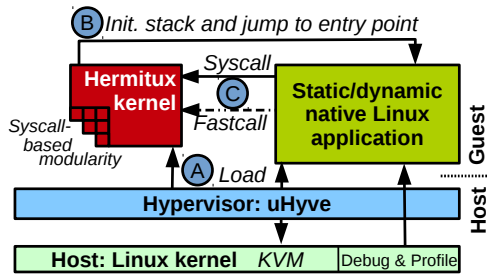 B
Init. stack and jump to entry point
Syscall
Hermitux
kernel
C
Static/dynamic
native Linux
application
Fastcall
Syscall-
based
modularity
Guest
A
Load
Host
Hypervisor: uHyve
Host: Linux kernel KVM
Debug & Profile